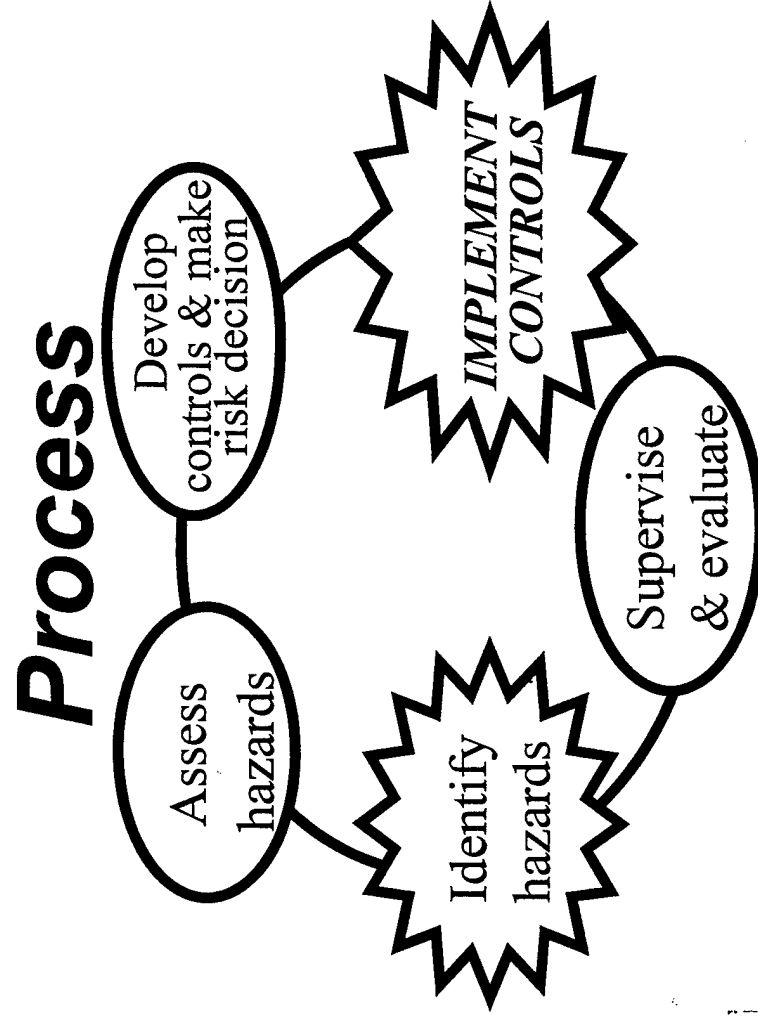 Process
Assess
hazards
Develop
controls & make
risk decision
Identify
hazards
IMPLEMENT
CONTROLS
Supervise
& evaluate